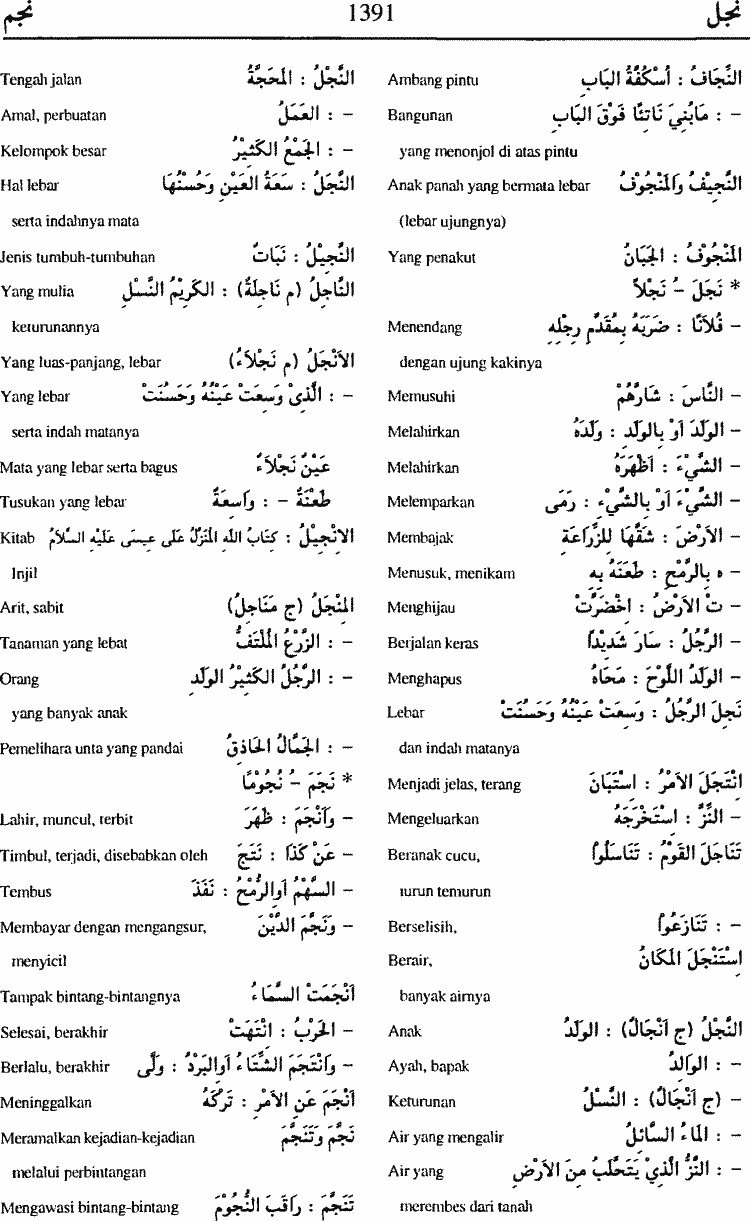 نجل 1391 نجم
النِّجَافُ : أُسْكُفَّةُ البَابِ Ambang pintu
– : مَابُنِيَ نَاتِئًا فَوْقَ البَابِ Bangunan
yang menonjol di atas pintu
النَّجِيْفُ وَالمَنْجُوْفُ Anak panah yang bermata lebar
(lebar ujungnya)
المَنْجُوْفُ : الجَبَانُ Yang penakut
* نَجَلَ – نَجْلاً
– فُلاَنًا : ضَرَبَهُ بِمُقَدَّمِ رِجْلِهِ Menendang
dengan ujung kakinya
– النَّاسَ : شَارَّهُمْ Memusuhi
– الوَلَدَ اَوْ بِالوَلَدِ : وَلَدَهُ Melahirkan
– الشَّيْءَ : اَظْهَرَهُ Melahirkan
– الشَّيْءَ اَوْ بِالشَّيْءِ : رَمَى Melemparkan
– الاَرْضَ : شَقَّهَا لِلزِّرَاعَةِ Membajak
– ه بِالرُّمْحِ : طَعَنَهُ بِهِ Menusuk, menikam
– تْ الاَرْضُ : اخْضَرَّتْ Menghijau
– الرَّجُلُ : سَارَ شَدِيْدًا Berjalan keras
– الوَلَدُ اللَّوْحَ : مَحَاهُ Menghapus
نَجِلَ الرَّجُلُ : وَسِعَتْ عَيْنُهُ وَحَسُنَتْ Lebar
dan indah matanya
انْتَجَلَ الاَمْرُ : اسْتَبَانَ Menjadi jelas, terang
– النَّزَّ : اسْتَخْرَجَهُ Mengeluarkan
تَنَاجَلَ القَوْمُ : تَنَاسَلُوا Beranak cucu,
turun temurun
– : تَنَازَعُوا Berselisih,
اسْتَنْجَلَ المَكَانُ Berair,
banyak airnya
النَّجْلُ (ج اَنْجَالٌ) : الوَلَدُ Anak
– : الوَالِدُ Ayah, bapak
– (ج اَنْجَالٌ) : النَّسْلُ Keturunan
– : المَاءُ السَّائِلُ Air yang mengalir
– : النَّزُّ الَّذِيْ يَتَحَلَّبُ مِنَ الاَرْضِ Air yang
merembes dari tanah
النَّجْلُ : المَحَجَّةُ Tengah jalan
– : العَمَلُ Amal, perbuatan
– : الجَمْعُ الكَثِيْرُ Kelompok besar
النَّجَلُ : سَعَةُ العَيْنِ وَحُسْنُهَا Hal lebar
serta indahnya mata
النَّجِيْلُ : نَبَاتٌ Jenis tumbuh-tumbuhan
النَّاجِلُ (م نَاجِلَةٌ) : الكَرِيْمُ النَّسْلِ Yang mulia
keturunannya
الاَنْجَلُ (م نَجْلاَءُ) Yang luas-panjang, lebar
– : الَّذِيْ وَسِعَتْ عَيْنُهُ وَحَسُنَتْ Yang lebar
serta indah matanya
عَيْنٌ نَجْلاَءُ Mata yang lebar serta bagus
طَعْنَةٌ – : وَاسِعَةٌ Tusukan yang lebar
الاِنْجِيْلُ : كِتَابُ اللهِ المُنَزَّلُ عَلَى عِيسَى عَلَيْهِ السَّلاَمُ Kitab
Injil
المِنْجَلُ (ج مَنَاجِلُ) Arit, sabit
– : الزَّرْعُ المُلْتَفُّ Tanaman yang lebat
– : الرَّجُلُ الكَثِيْرُ الوَلَدِ Orang
yang banyak anak
– : الجَمَّالُ الحَاذِقُ Pemelihara unta yang pandai
* نَجَمَ – نُجُوْمًا
– وَاَنْجَمَ : ظَهَرَ Lahir, muncul, terbit
– عَنْ كَذَا : نَتَجَ Timbul, terjadi, disebabkan oleh
– السَّهْمُ اَوِالرُّمْحُ : نَفَذَ Tembus
– وَنَجَّمَ الدَّيْنَ Membayar dengan mengangsur,
menyicil
اَنْجَمَتْ السَّمَاءُ Tampak bintang-bintangnya
– الحَرْبُ : انْتَهَتْ Selesai, berakhir
– وَانْتَجَمَ الشِّتَاءُ اَوِالبَرْدُ : وَلَّى Berlalu, berakhir
اَنْجَمَ عَنِ الاَمْرِ : تَرَكَهُ Meninggalkan
نَجَّمَ وَتَنَجَّمَ Meramalkan kejadian-kejadian
melalui perbintangan
تَنَجَّمَ : رَاقَبَ النُّجُوْمَ Mengawasi bintang-bintang